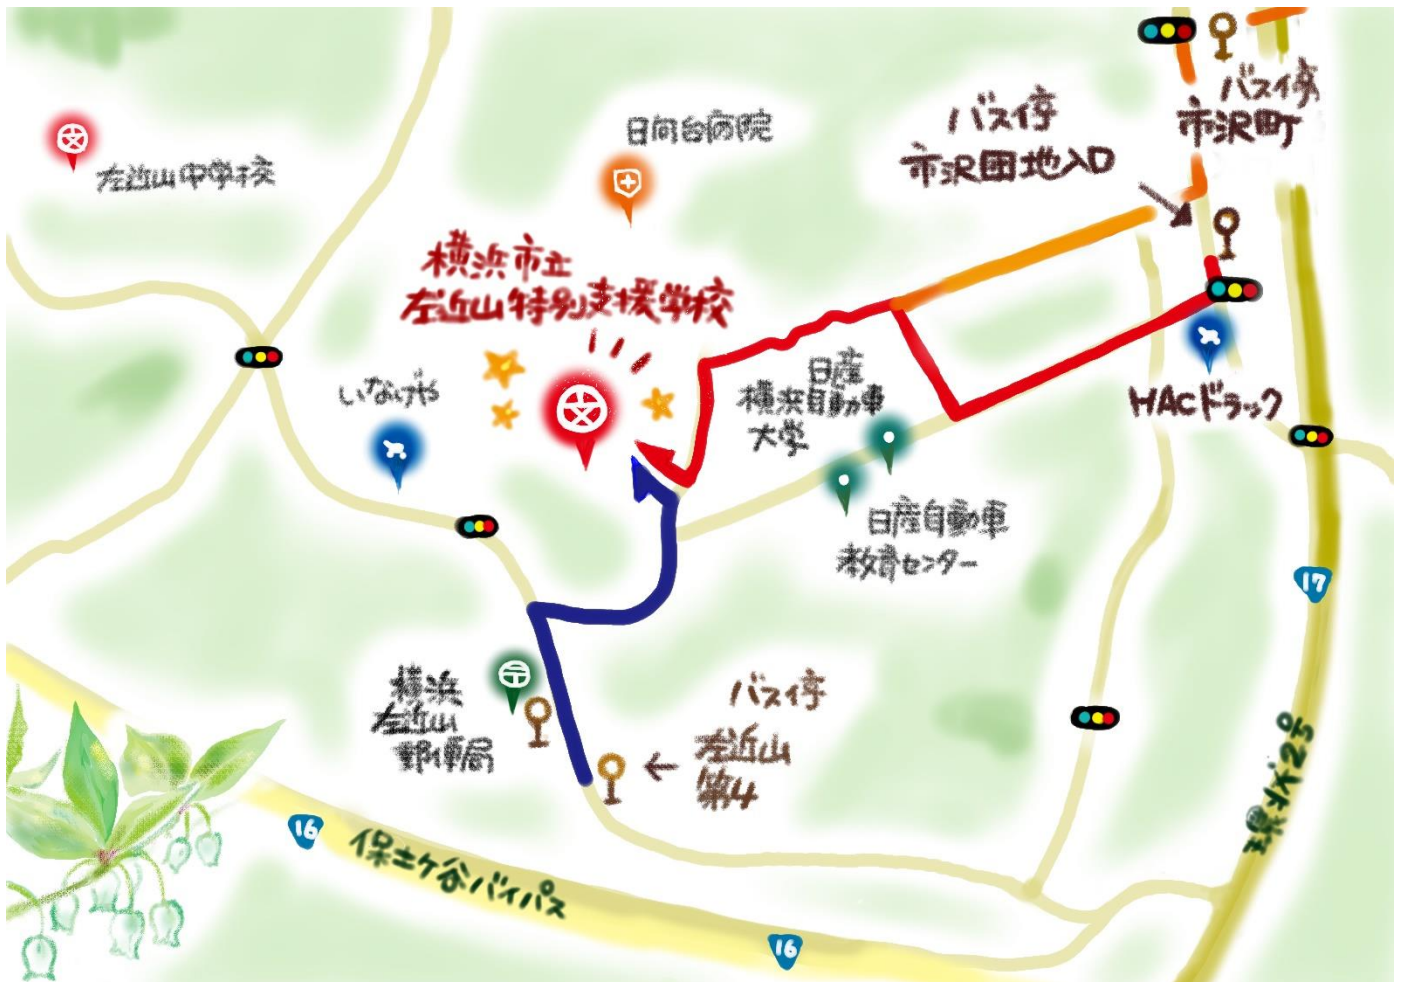 バス停
市沢町
バス停
市沢団地入口
日向台病院
左近山中学校
横浜市立
左近山特別支援学校
いなげや
日産
横浜自動車
大学
HACドラック
日産自動車
教育センター
17
横浜
左近山
郵便局
バス停
左近山
第4
環状2号
16
保土ケ谷バイパス
16